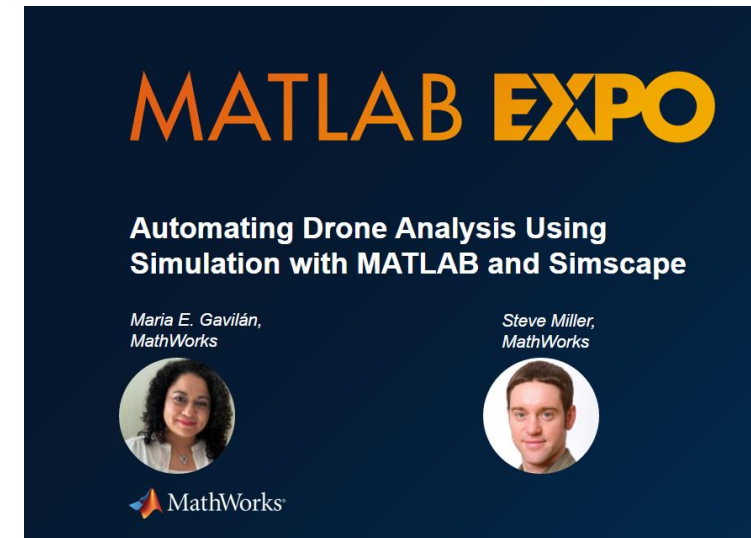 MATLAB EXPO
Automating Drone Analysis Using
Simulation with MATLAB and Simscape
Maria E. Gavilán,
MathWorks
Steve Miller,
MathWorks
MathWorks®